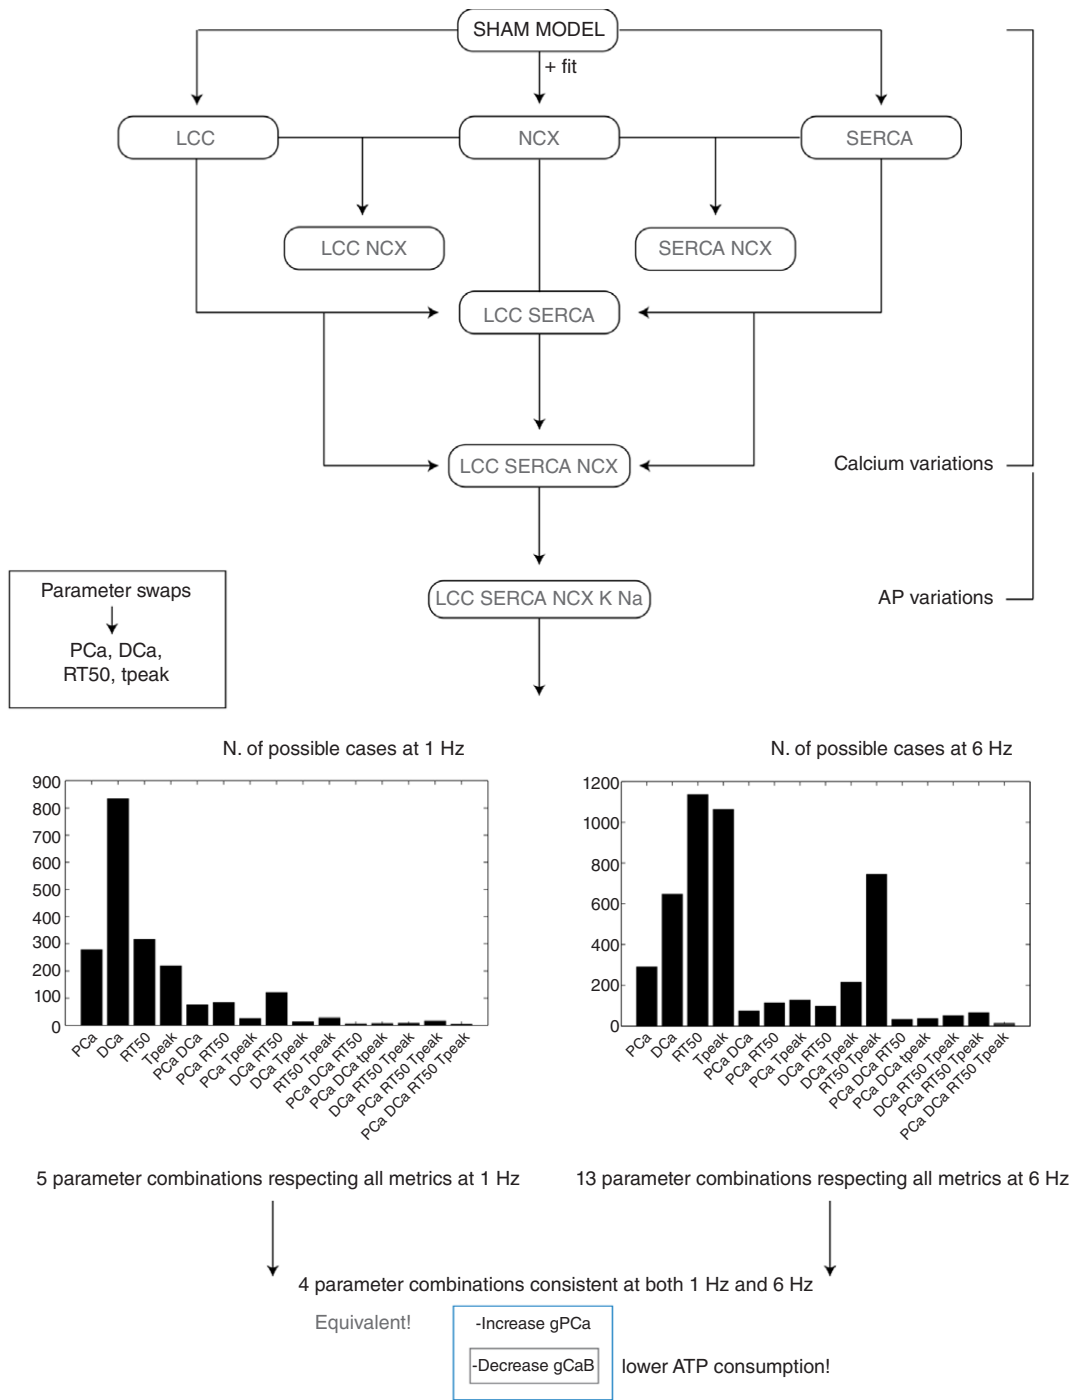 SHAM MODEL
+ fit
LCC
NCX
SERCA
LCC NCX
SERCA NCX
LCC SERCA
LCC SERCA NCX
Calcium variations
LCC SERCA NCX K Na
AP variations
Parameter swaps
PCa, DCa,
RT50, tpeak
N. of possible cases at 1 Hz
900
800
700
600
500
400
300
200
100
0
PCa
DCa
RT50
Tpeak
PCa DCa
PCa RT50
PCa Tpeak
DCa RT50
DCa Tpeak
RT50 Tpeak
PCa DCa RT50
PCa DCa tpeak
DCa RT50 Tpeak
PCa RT50 Tpeak
PCa DCa RT50 Tpeak
N. of possible cases at 6 Hz
1200
1000
800
600
400
200
0
PCa
DCa
RT50
Tpeak
PCa DCa
PCa RT50
PCa Tpeak
DCa RT50
DCa Tpeak
RT50 Tpeak
PCa DCa RT50
PCa DCa tpeak
DCa RT50 Tpeak
PCa RT50 Tpeak
PCa DCa RT50 Tpeak
5 parameter combinations respecting all metrics at 1 Hz
13 parameter combinations respecting all metrics at 6 Hz
4 parameter combinations consistent at both 1 Hz and 6 Hz
Equivalent!
-Increase gPCa
-Decrease gCaB
lower ATP consumption!